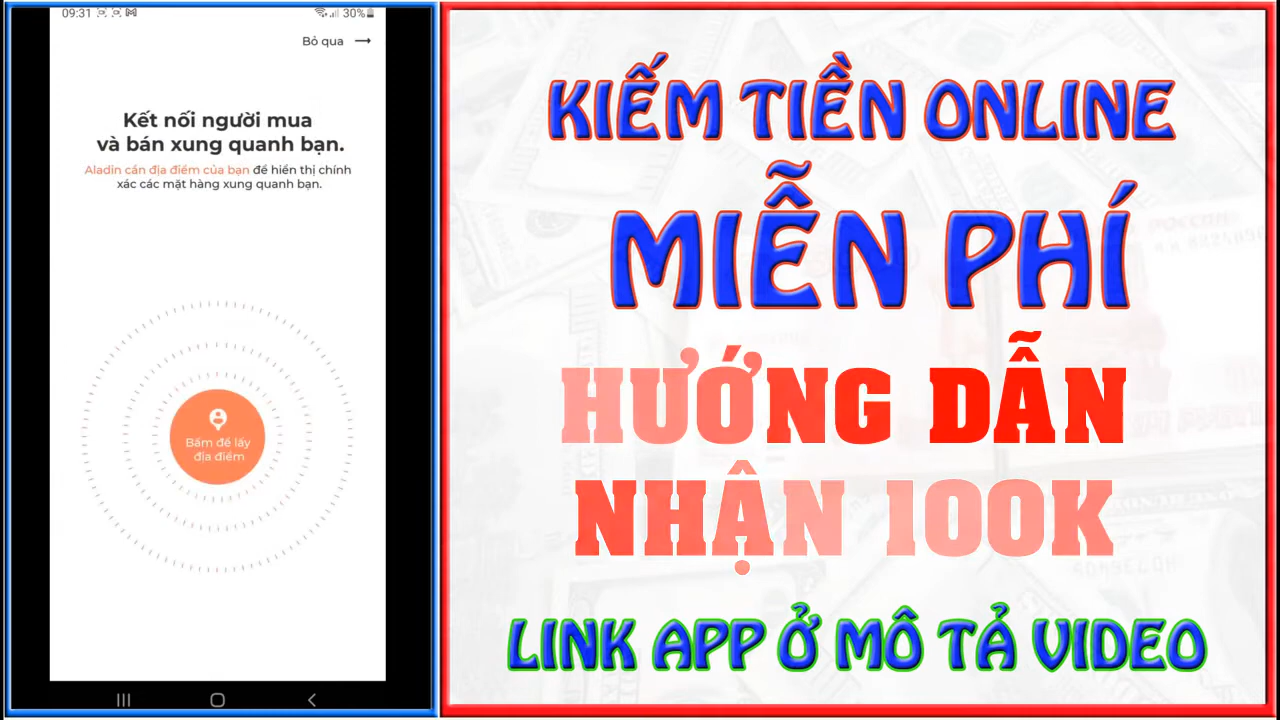 09:31
30%
Bỏ qua →
Kết nối người mua
và bán xung quanh bạn.
Aladin cần địa điểm của bạn để hiển thị chính
xác các mặt hàng xung quanh bạn.
Bấm để lấy
địa điểm
KIẾM TIỀN ONLINE
MIỄN PHÍ
HƯỚNG DẪN
NHẬN 100K
LINK APP Ở MÔ TẢ VIDEO